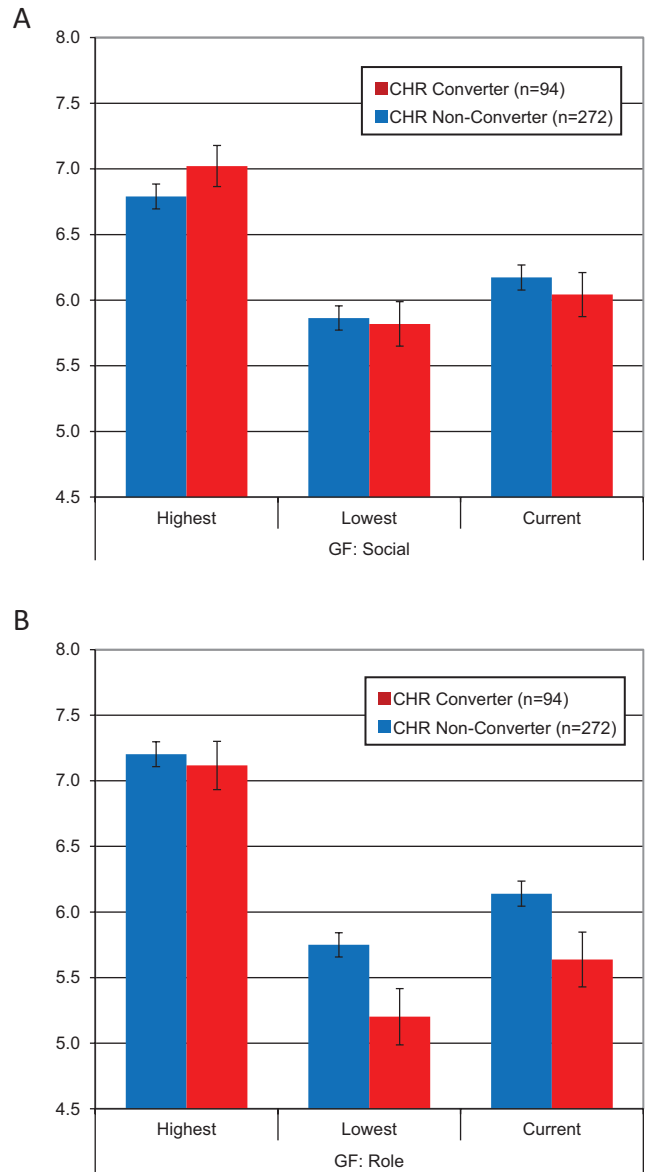 A
8.0
7.5
7.0
6.5
6.0
5.5
5.0
4.5
CHR Converter (n=94)
CHR Non-Converter (n=272)
Highest Lowest Current
GF: Social
B
8.0
7.5
7.0
6.5
6.0
5.5
5.0
4.5
CHR Converter (n=94)
CHR Non-Converter (n=272)
Highest Lowest Current
GF: Role